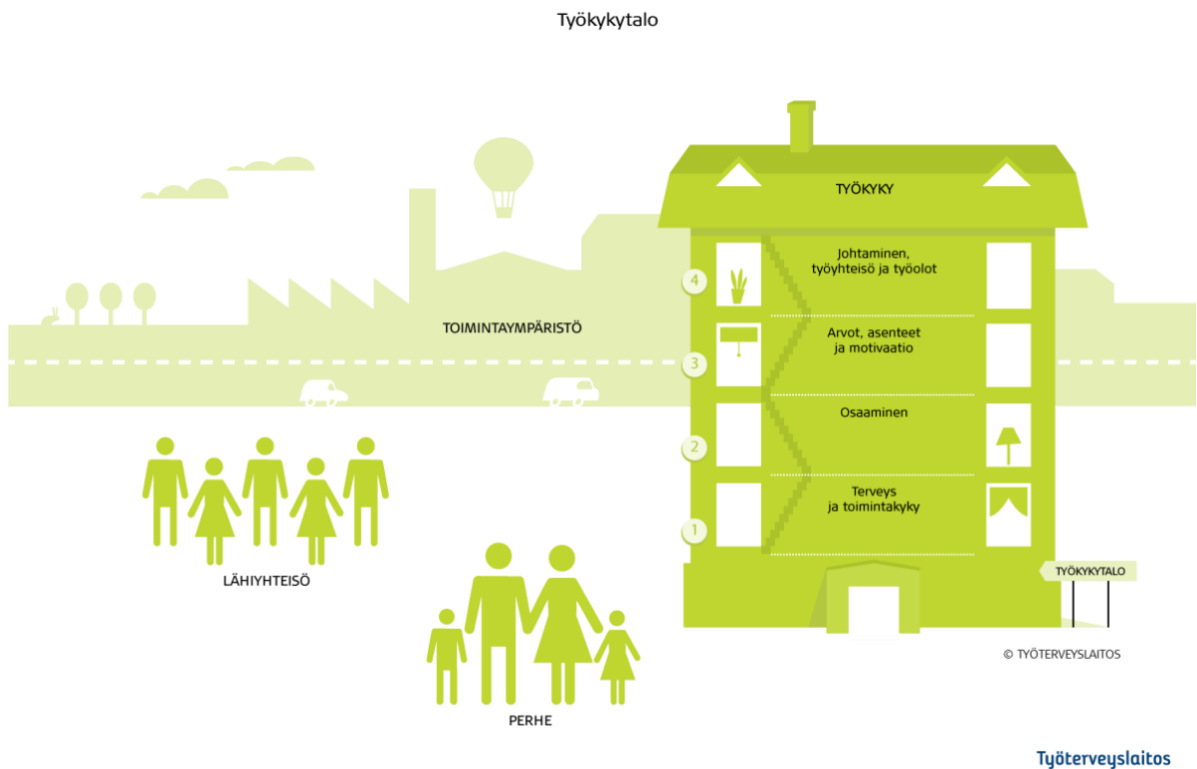 Työkykytalo
TYÖKYKY
Johtaminen,
työyhteisö ja työolot
4
TOIMINTAYMPÄRISTÖ
Arvot, asenteet
ja motivaatio
3
Osaaminen
2
Terveys
ja toimintakyky
1
LÄHIYHTEISÖ
TYÖKYKYTALO
© TYÖTERVEYSLAITOS
PERHE
Työterveyslaitos